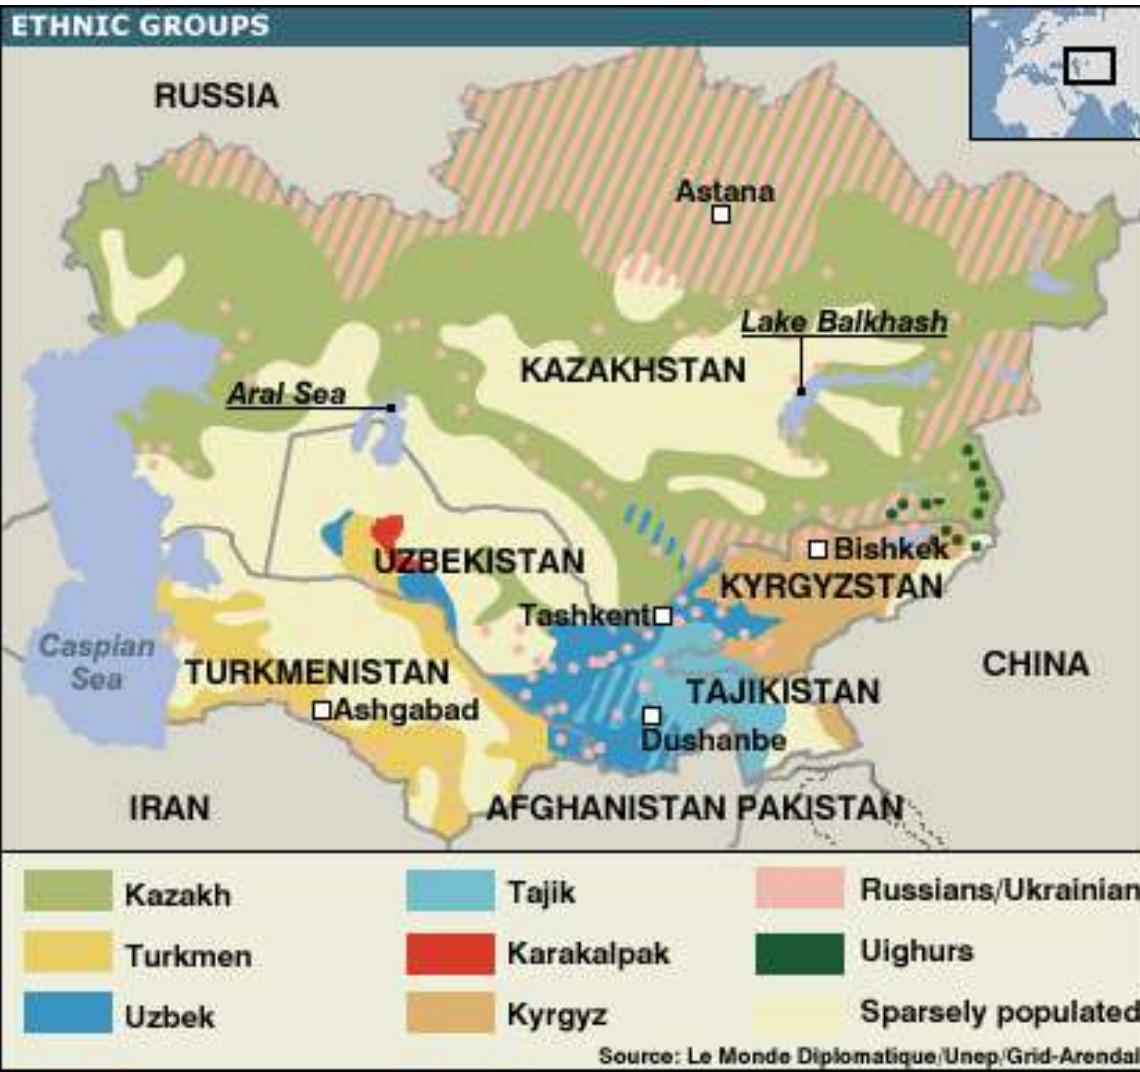 ETHNIC GROUPS
RUSSIA
Astana
Lake Balkhash
KAZAKHSTAN
Aral Sea
Bishkek
UZBEKISTAN
KYRGYZSTAN
Tashkent
Caspian
Sea
CHINA
TURKMENISTAN
TAJIKISTAN
Ashgabad
Dushanbe
IRAN
AFGHANISTAN
PAKISTAN
Kazakh
Tajik
Russians/Ukrainian
Turkmen
Karakalpak
Uighurs
Uzbek
Kyrgyz
Sparsely populated
Source: Le Monde Diplomatique/Unep/Grid-Arendal